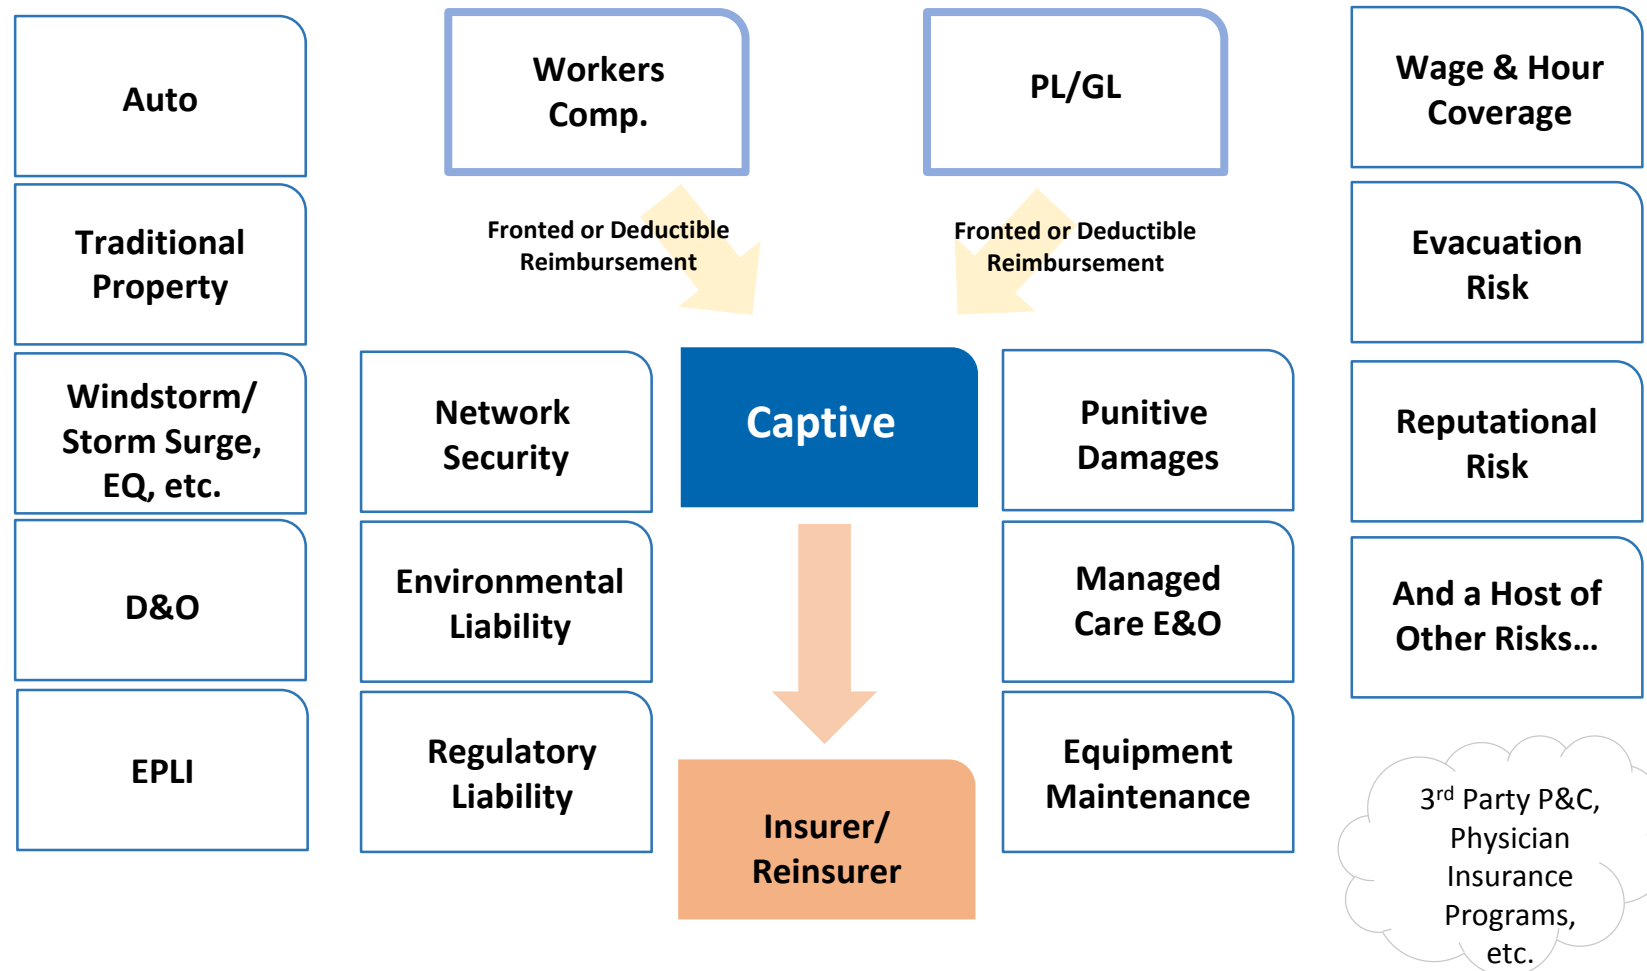 Auto
Traditional
Property
Windstorm/
Storm Surge,
EQ, etc.
D&O
EPLI
Workers
Comp.
PL/GL
Fronted or Deductible
Reimbursement
Fronted or Deductible
Reimbursement
Network
Security
Environmental
Liability
Regulatory
Liability
Captive
Insurer/
Reinsurer
Punitive
Damages
Managed
Care E&O
Equipment
Maintenance
Wage & Hour
Coverage
Evacuation
Risk
Reputational
Risk
And a Host of
Other Risks…
3rd Party P&C,
Physician
Insurance
Programs,
etc.